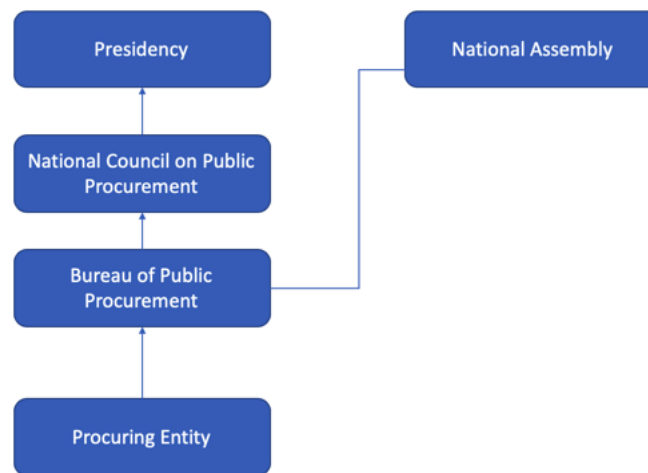 Presidency
National Assembly
National Council on Public
Procurement
Bureau of Public
Procurement
Procuring Entity